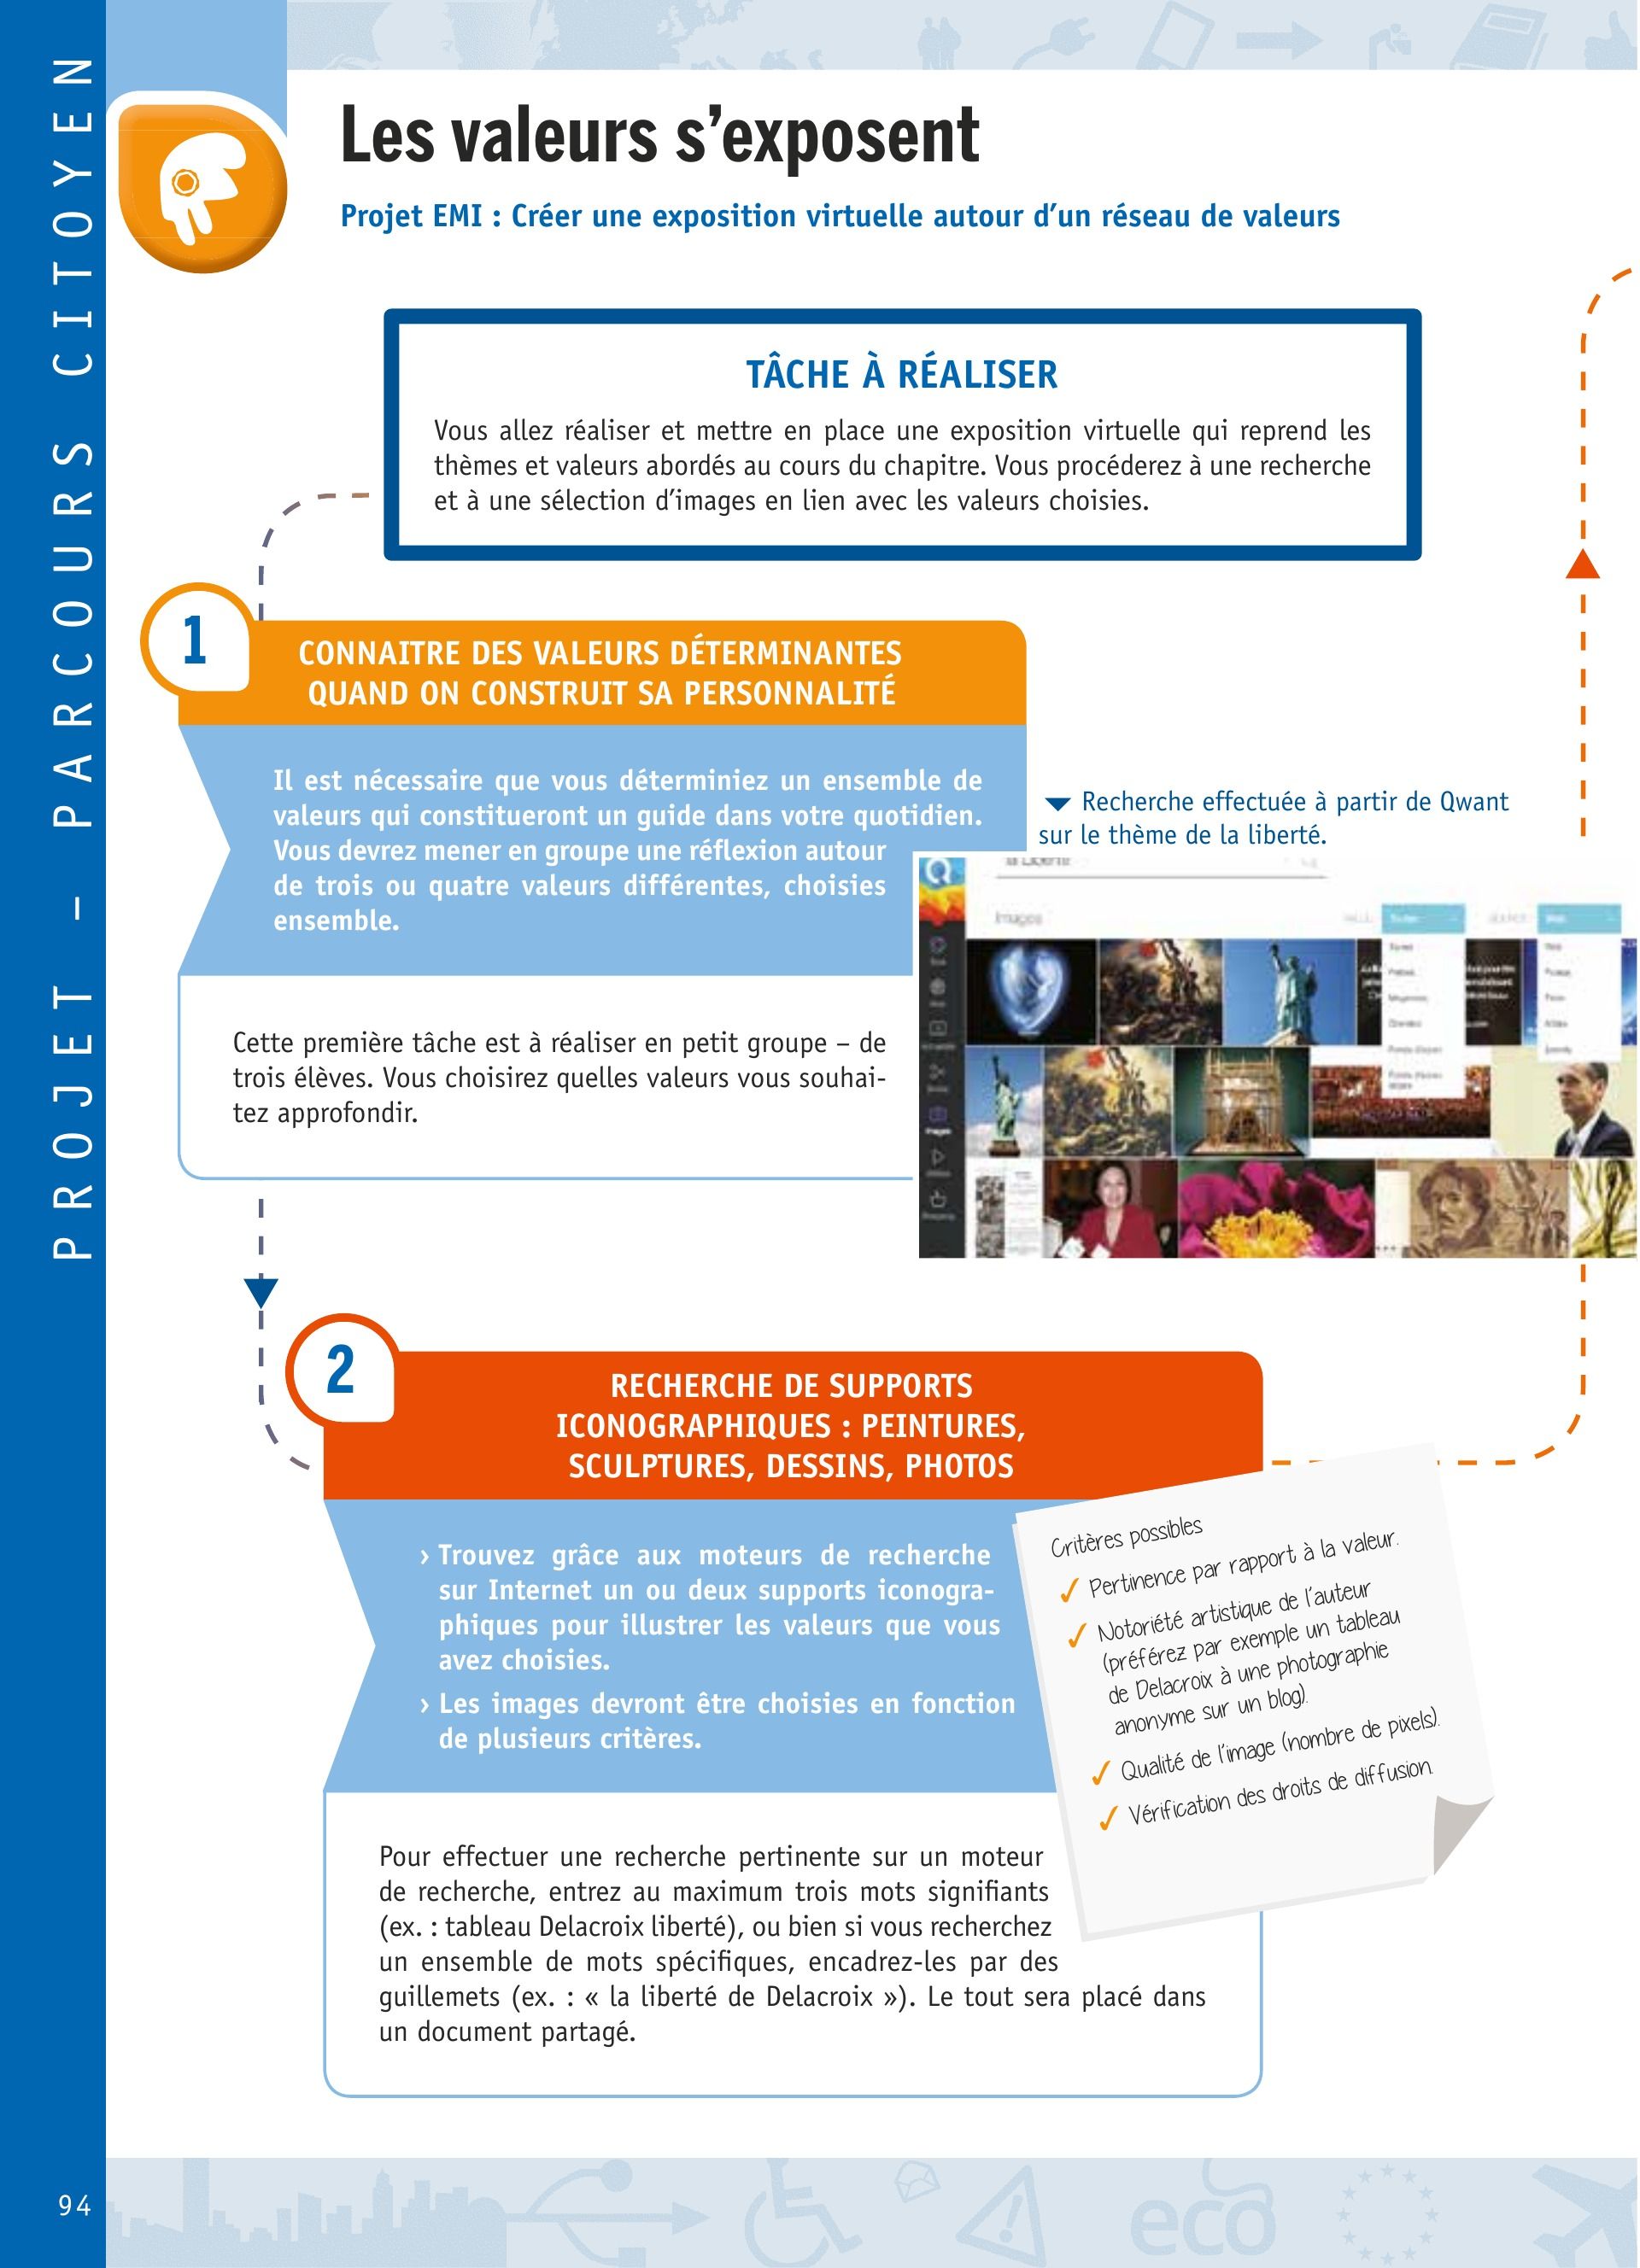 PROJET – PARCOURS CITOYEN
Les valeurs s’exposent
Projet EMI : Créer une exposition virtuelle autour d’un réseau de valeurs
TÂCHE À RÉALISER
Vous allez réaliser et mettre en place une exposition virtuelle qui reprend les
thèmes et valeurs abordés au cours du chapitre. Vous procéderez à une recherche
et à une sélection d’images en lien avec les valeurs choisies.
1
CONNAITRE DES VALEURS DÉTERMINANTES
QUAND ON CONSTRUIT SA PERSONNALITÉ
Il est nécessaire que vous déterminiez un ensemble de
valeurs qui constitueront un guide dans votre quotidien.
Vous devrez mener en groupe une réflexion autour
de trois ou quatre valeurs différentes, choisies
ensemble.
Cette première tâche est à réaliser en petit groupe – de
trois élèves. Vous choisirez quelles valeurs vous souhai-
tez approfondir.
Recherche effectuée à partir de Qwant
sur le thème de la liberté.
Images
2
RECHERCHE DE SUPPORTS
ICONOGRAPHIQUES : PEINTURES,
SCULPTURES, DESSINS, PHOTOS
› Trouvez grâce aux moteurs de recherche
sur Internet un ou deux supports iconogra-
phiques pour illustrer les valeurs que vous
avez choisies.
› Les images devront être choisies en fonction
de plusieurs critères.
Critères possibles
✓ Pertinence par rapport à la valeur.
✓ Notoriété artistique de l’auteur
(préférez par exemple un tableau
de Delacroix à une photographie
anonyme sur un blog).
✓ Qualité de l’image (nombre de pixels).
✓ Vérification des droits de diffusion.
Pour effectuer une recherche pertinente sur un moteur
de recherche, entrez au maximum trois mots signifiants
(ex. : tableau Delacroix liberté), ou bien si vous recherchez
un ensemble de mots spécifiques, encadrez-les par des
guillemets (ex. : « la liberté de Delacroix »). Le tout sera placé dans
un document partagé.
eco
94